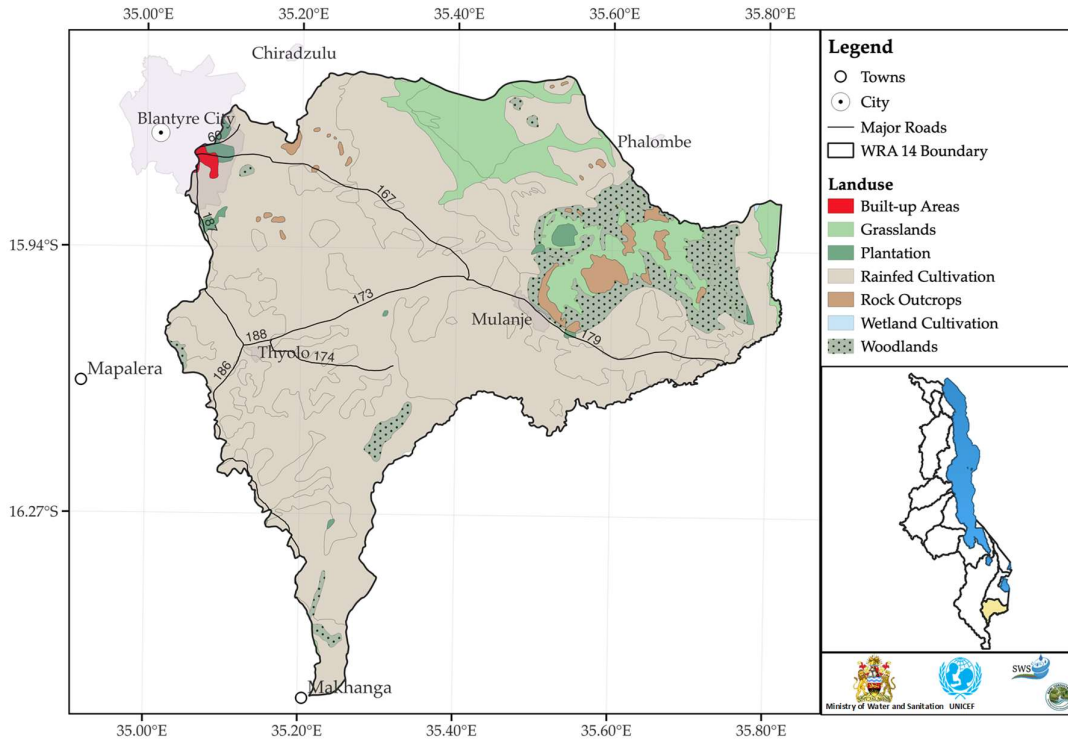 35.00°E
35.20°E
35.40°E
35.60°E
35.80°E
Chiradzulu
Blantyre City
60
Phalombe
167
18
15.94°S
173
Mulanje
179
188
Thyolo
174
186
Mapalera
16.27°S
Makhanga
35.00°E
35.20°E
35.40°E
35.60°E
35.80°E
Legend
Towns
City
Major Roads
WRA 14 Boundary
Landuse
Built-up Areas
Grasslands
Plantation
Rainfed Cultivation
Rock Outcrops
Wetland Cultivation
Woodlands
SWS
Ministry of Water and Sanitation
UNICEF